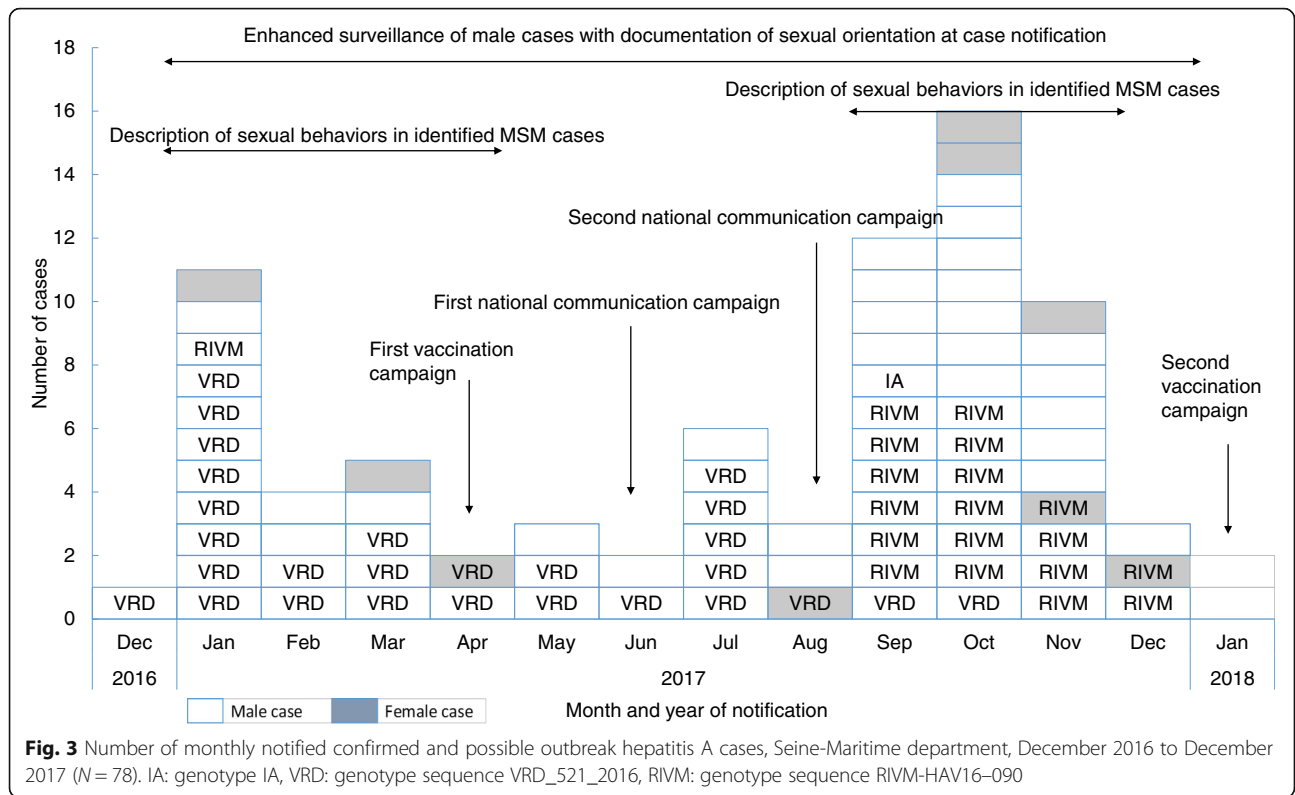 Enhanced surveillance of male cases with documentation of sexual orientation at case notification
Description of sexual behaviors in identified MSM cases
Description of sexual behaviors in identified MSM cases
Second national communication campaign
First national communication campaign
First vaccination
campaign
Second
vaccination
campaign
Number of cases
18
16
14
12
10
8
6
4
2
0
RIVM
VRD VRD IA
VRD RIVM RIVM
VRD RIVM RIVM
VRD VRD RIVM RIVM
VRD VRD RIVM RIVM RIVM
VRD VRD VRD RIVM RIVM RIVM
VRD VRD VRD VRD VRD VRD RIVM RIVM RIVM RIVM
VRD VRD VRD VRD VRD VRD VRD VRD VRD VRD VRD RIVM RIVM
Dec Jan Feb Mar Apr May Jun Jul Aug Sep Oct Nov Dec Jan
2016 2017 2018
Male case Female case Month and year of notification
Fig. 3 Number of monthly notified confirmed and possible outbreak hepatitis A cases, Seine-Maritime department, December 2016 to December
2017 (N = 78). IA: genotype IA, VRD: genotype sequence VRD_521_2016, RIVM: genotype sequence RIVM-HAV16–090